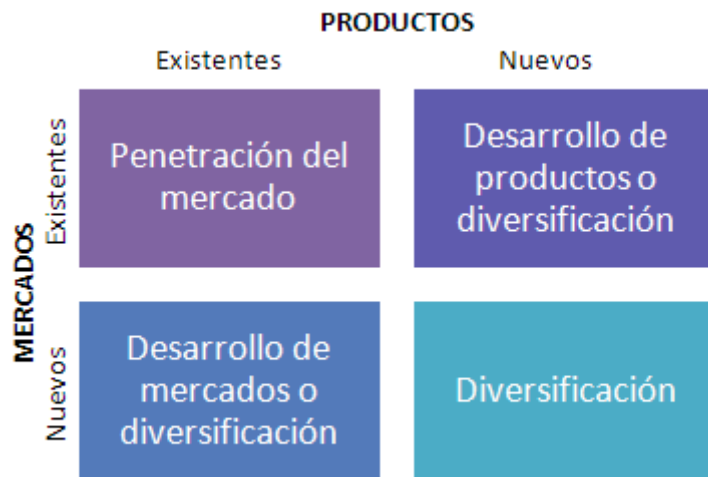 PRODUCTOS
Existentes
Nuevos
MERCADOS
Existentes
Penetración del
mercado
Desarrollo de
productos o
diversificación
Nuevos
Desarrollo de
mercados o
diversificación
Diversificación